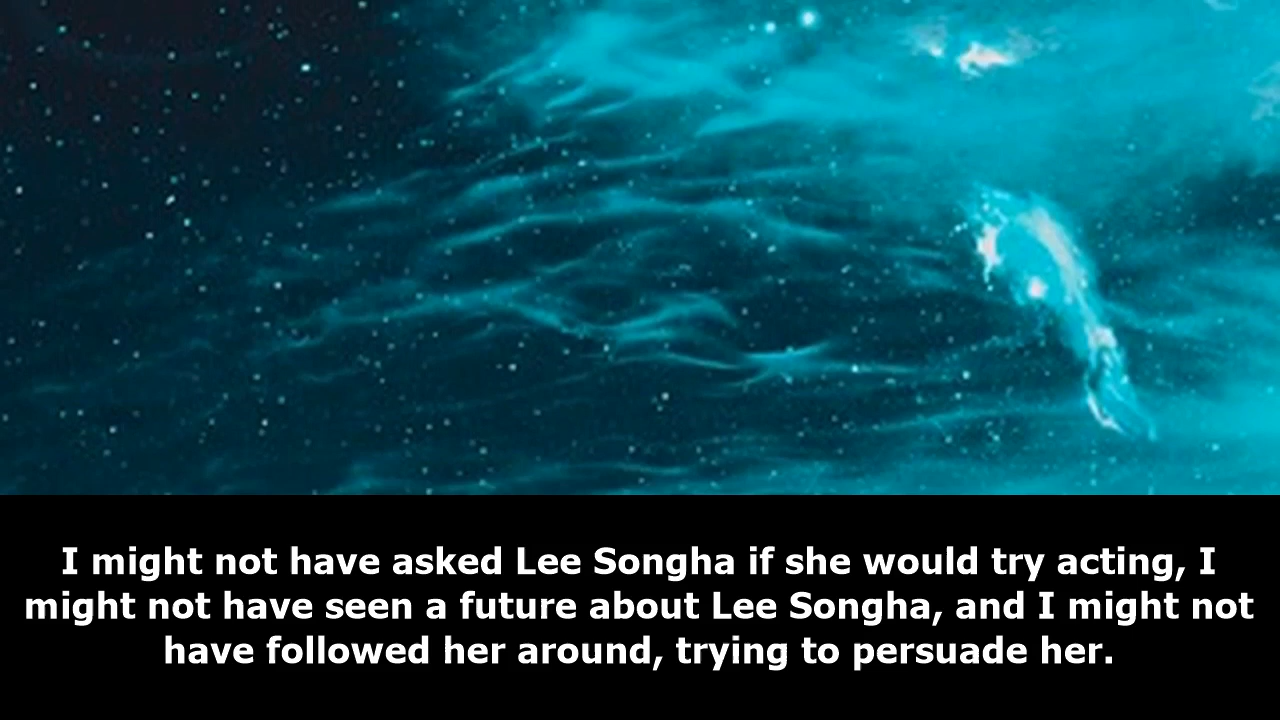 I might not have asked Lee Songha if she would try acting, I
might not have seen a future about Lee Songha, and I might not
have followed her around, trying to persuade her.